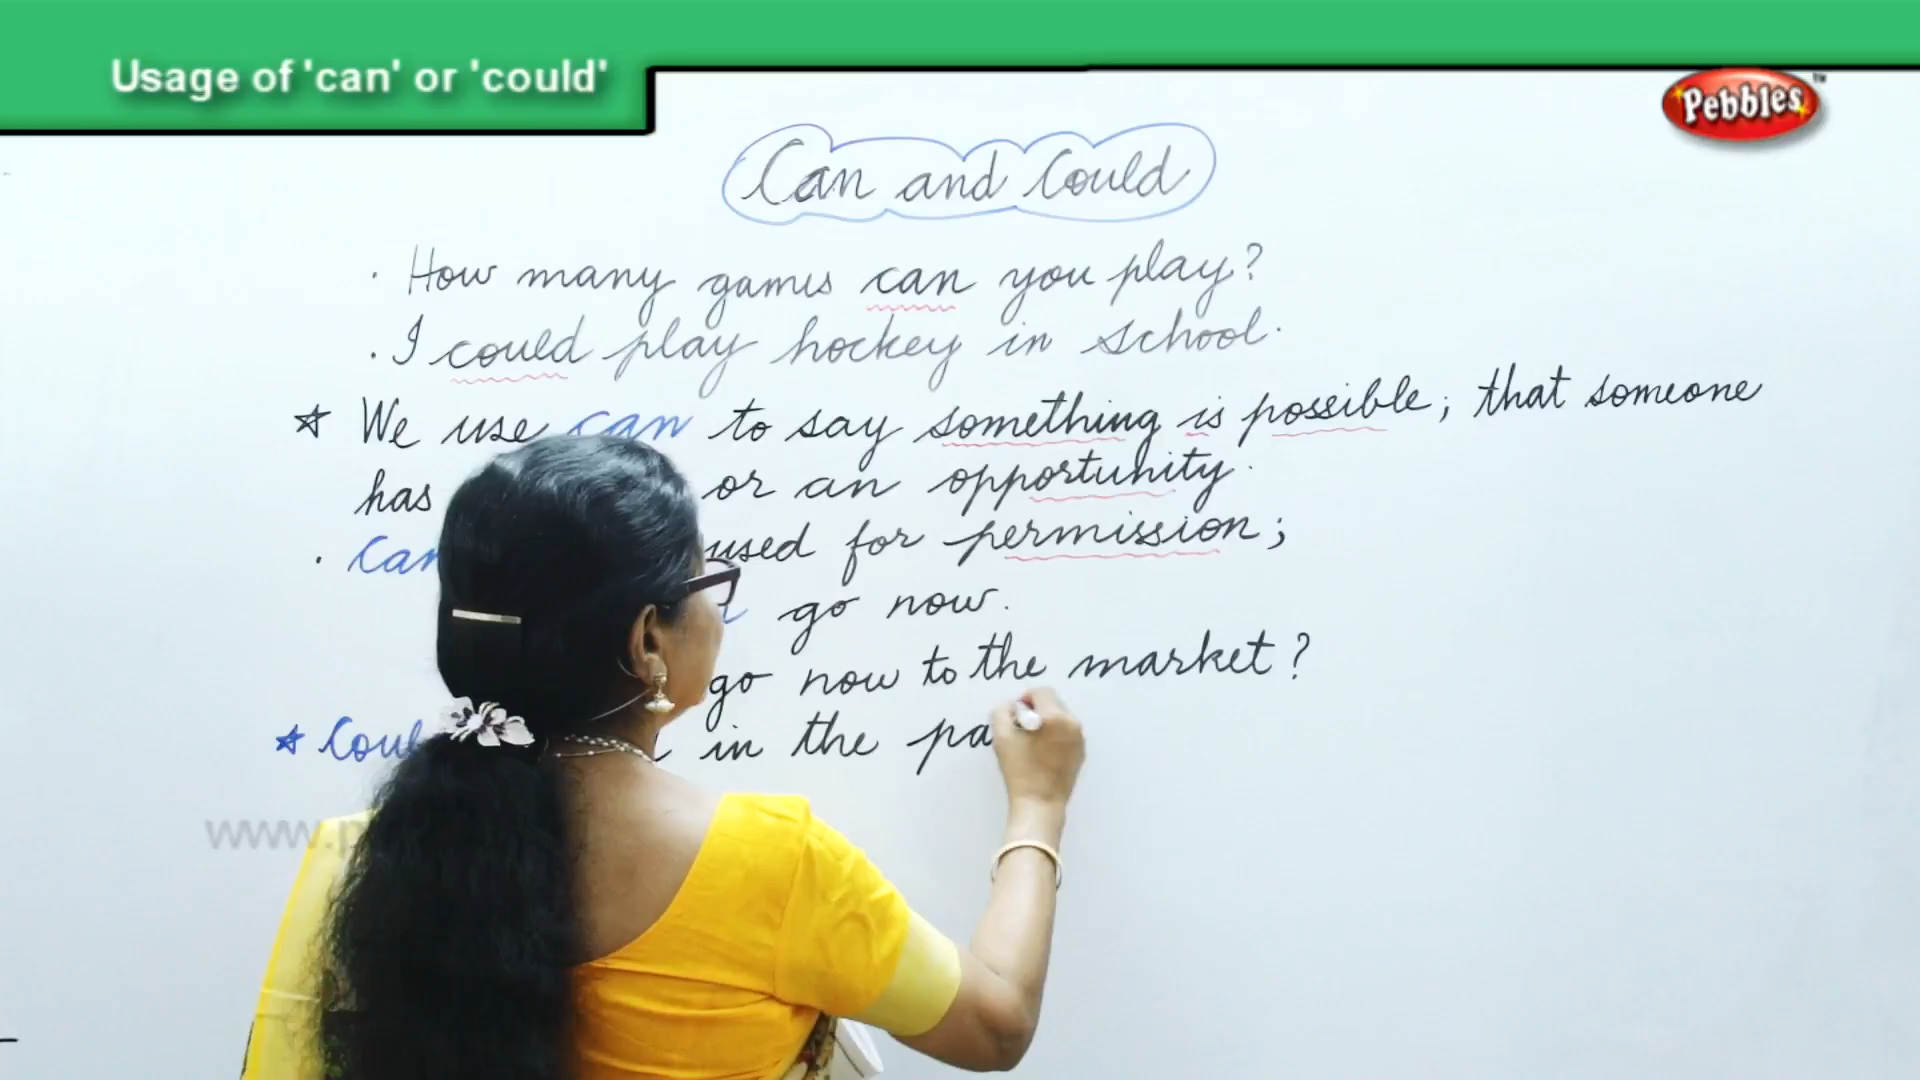 Usage of 'can' or 'could'
Pebbles
TM
Can and Could
. How many games can you play?
. I could play hockey in school.
☆ We use can to say something is possible; that someone
has or an opportunity.
. Can used for permission;
go now.
go now to the market?
☆ in the pa
www.p